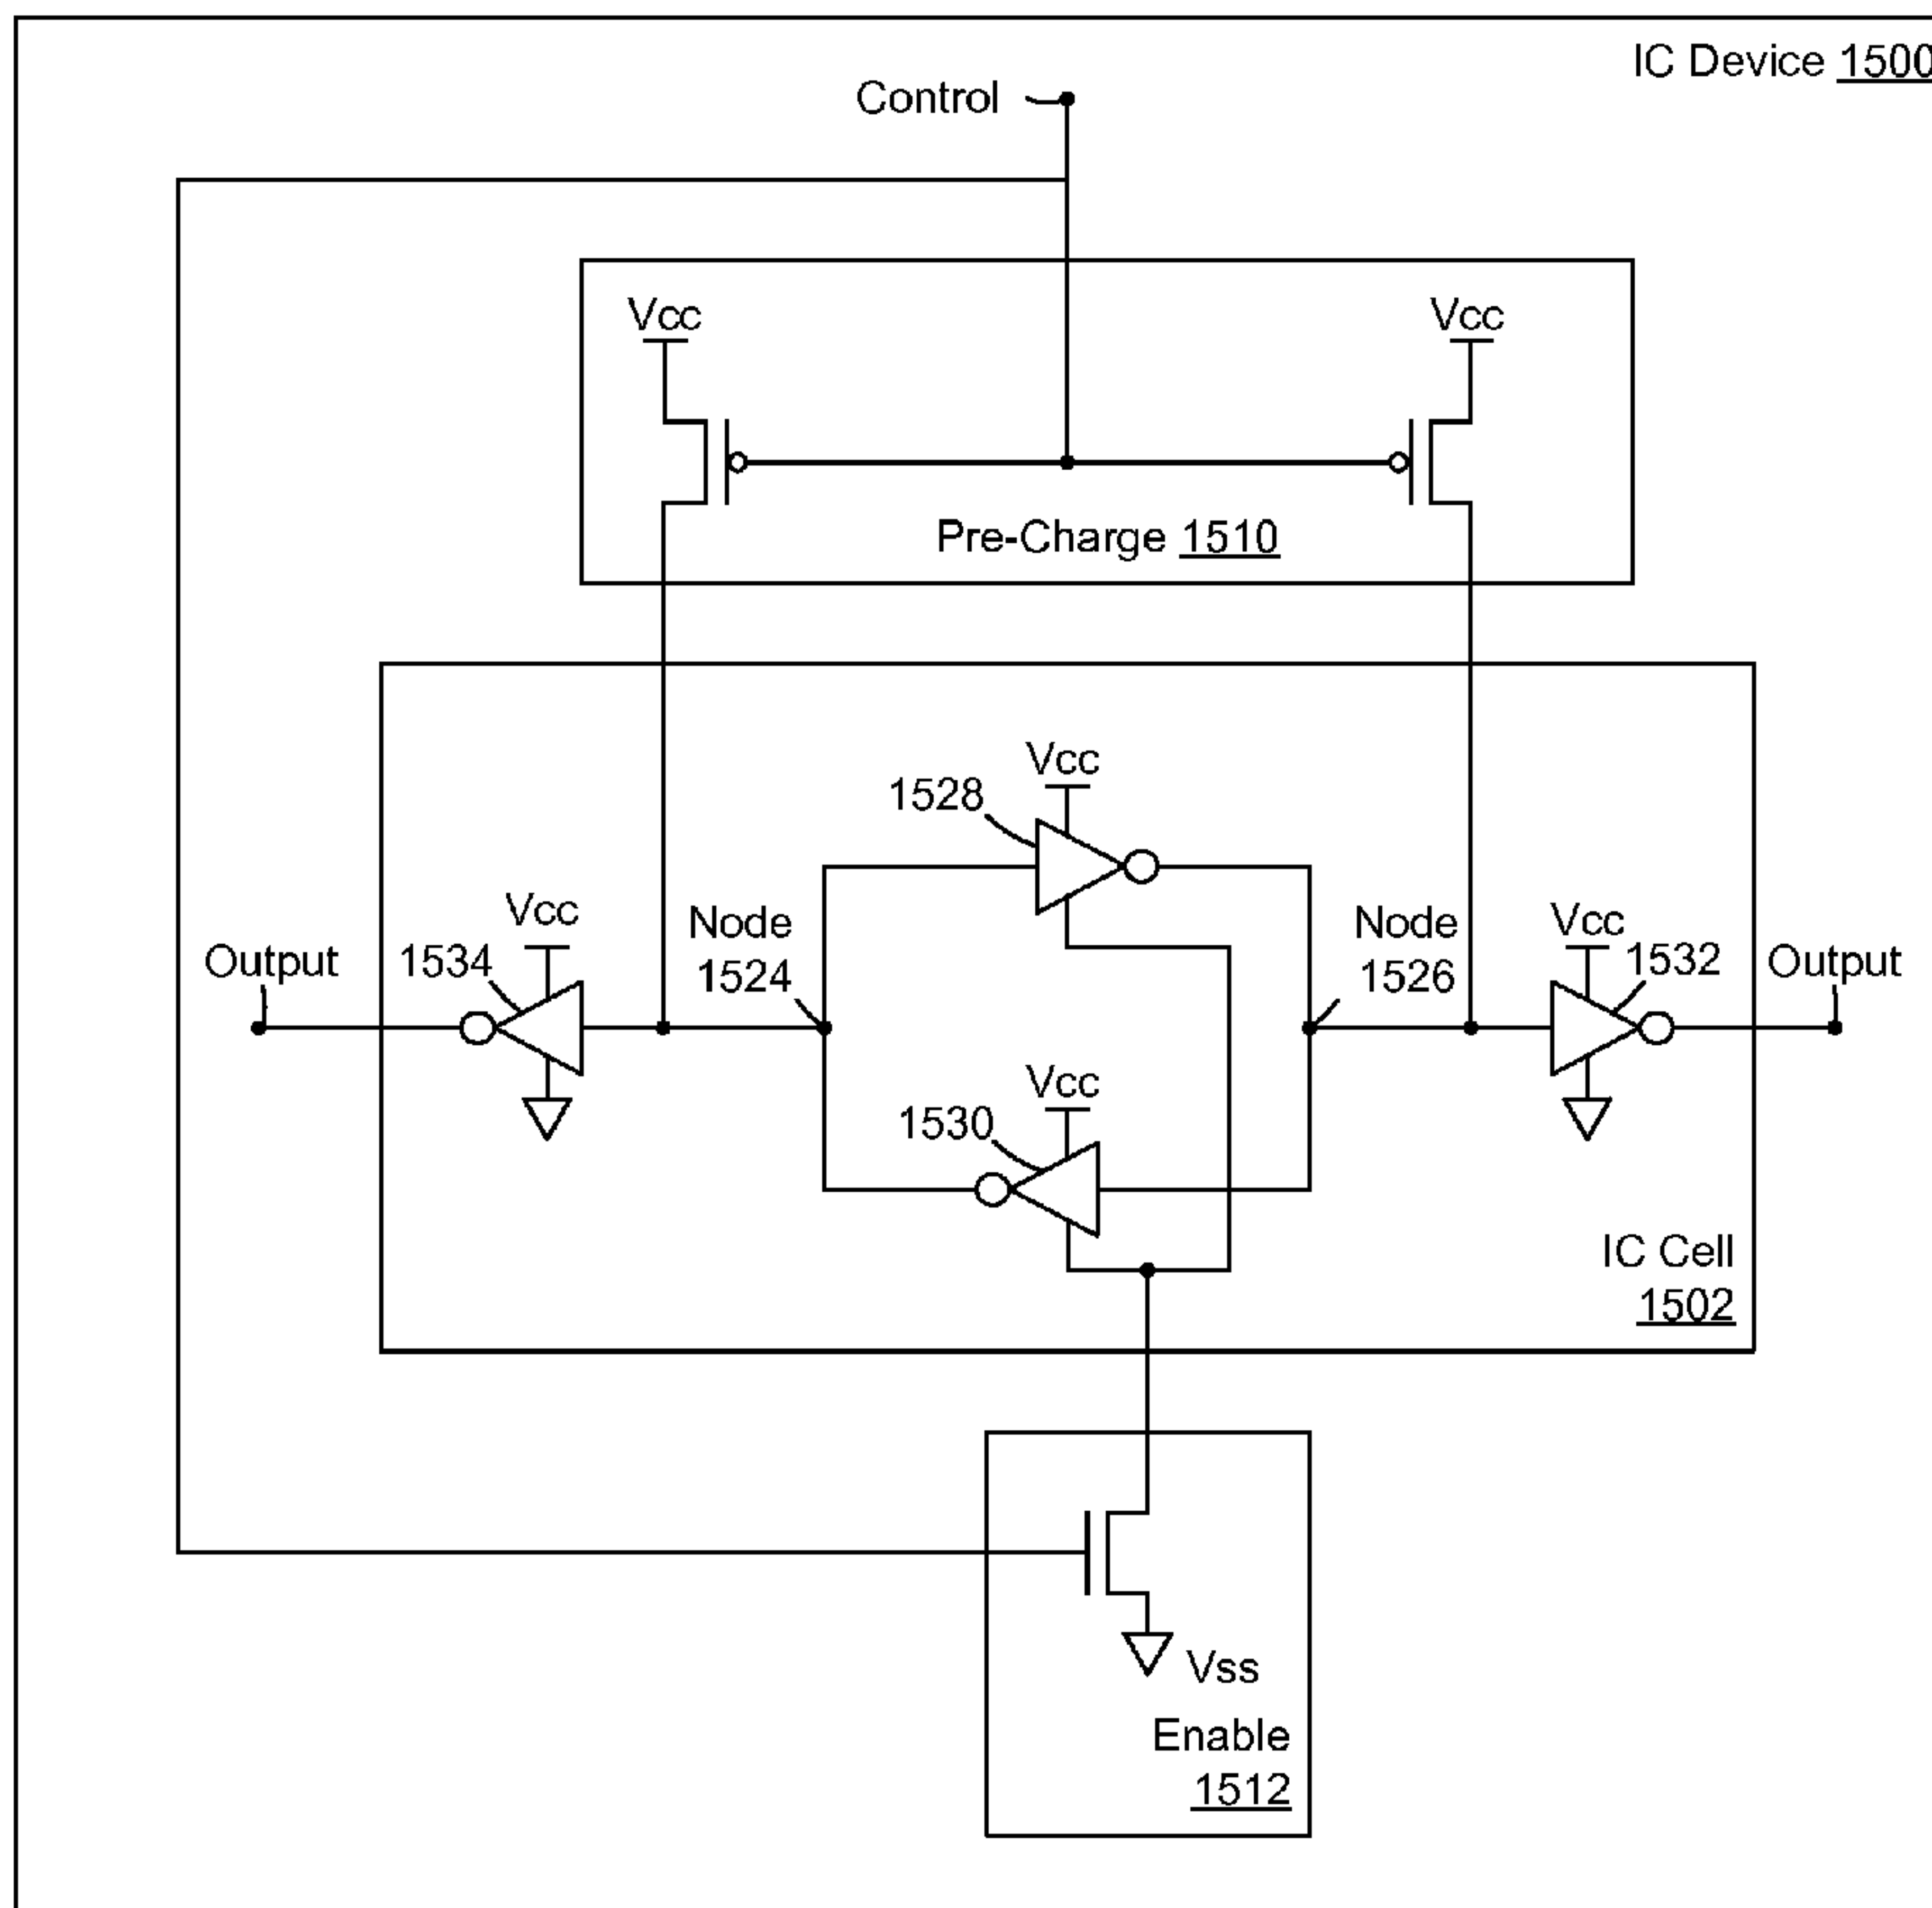 IC Device 1500
Control
Vcc
Vcc
Pre-Charge 1510
Vcc
1528
Vcc
Node
1524
Node
1526
Vcc
Output
1534
1532
Output
Vcc
1530
IC Cell
1502
Vss
Enable
1512